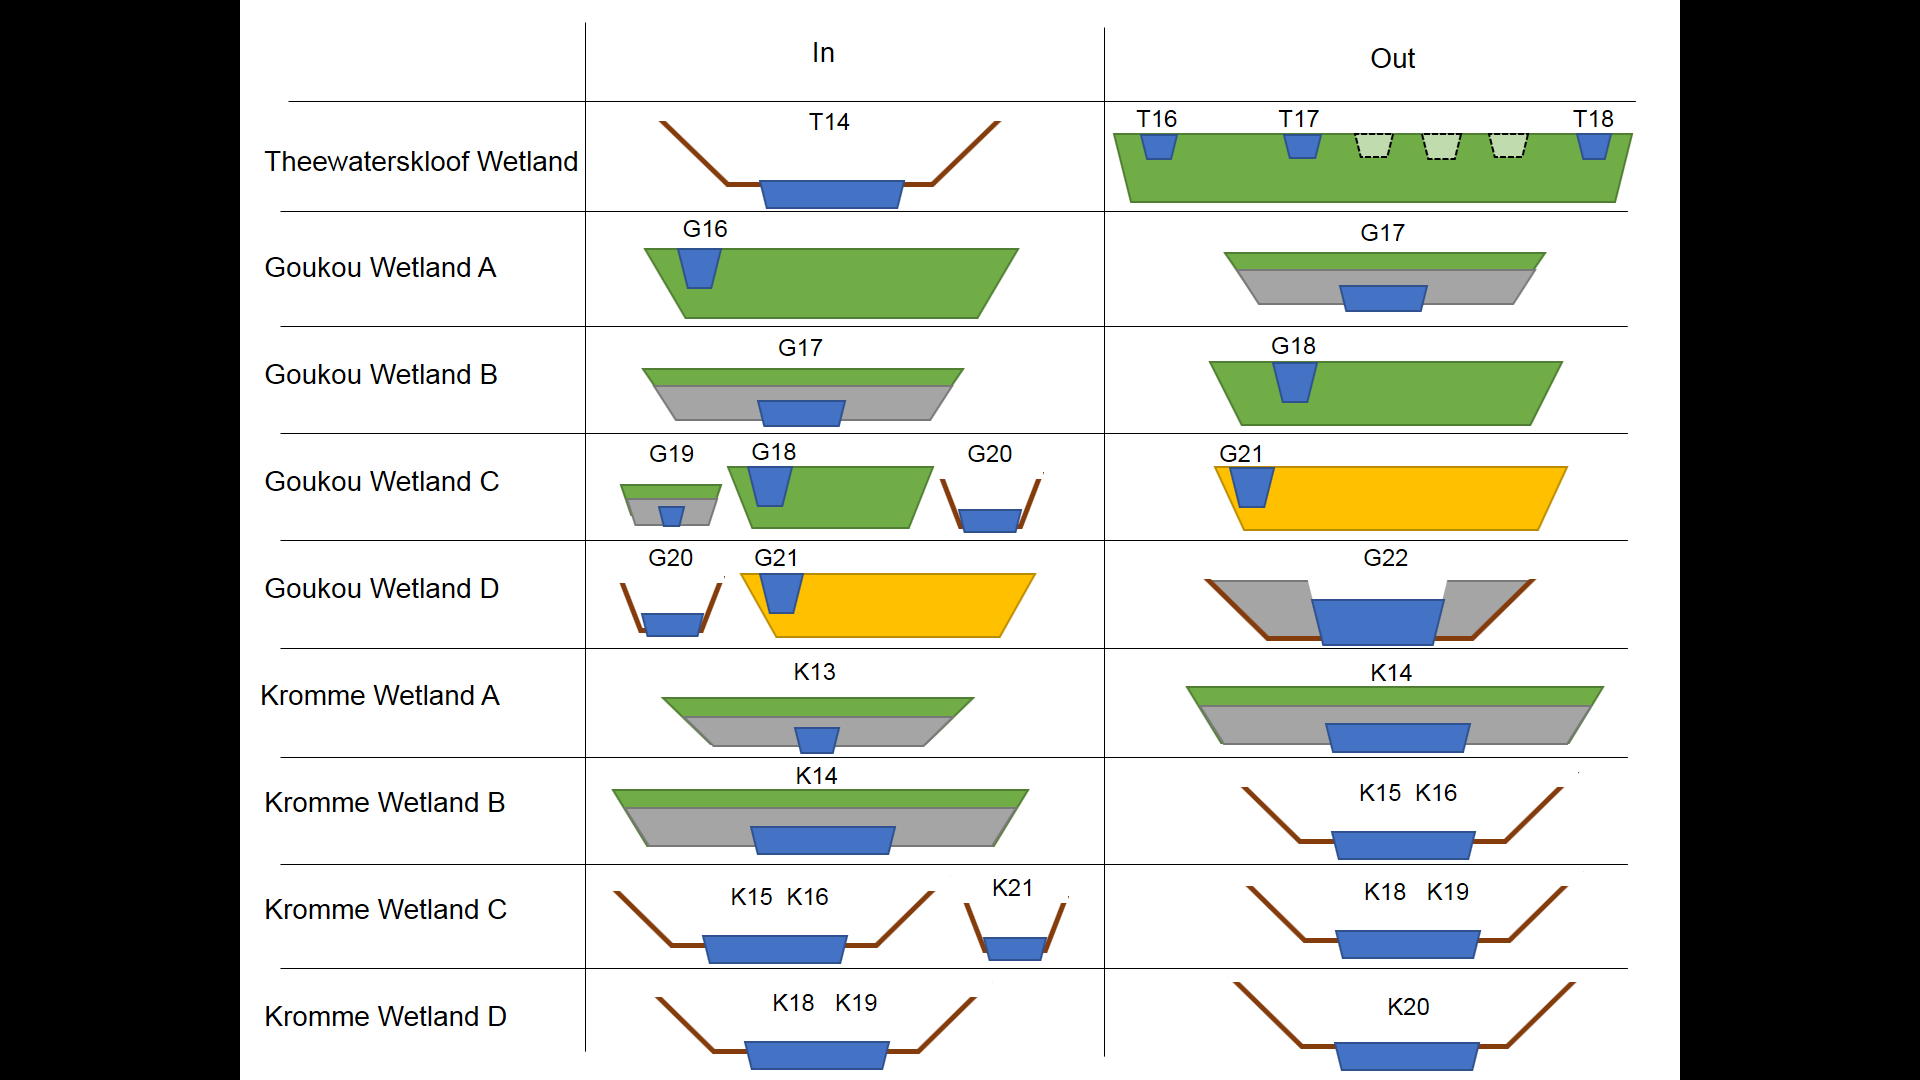 In Out
T14 T16 T17 T18
Theewaterskloof Wetland
G16 G17
Goukou Wetland A
G17 G18
Goukou Wetland B
G19 G18 G20 G21
Goukou Wetland C
G20 G21 G22
Goukou Wetland D
K13 K14
Kromme Wetland A
K14 K15 K16
Kromme Wetland B
K15 K16 K21 K18 K19
Kromme Wetland C
K18 K19 K20
Kromme Wetland D